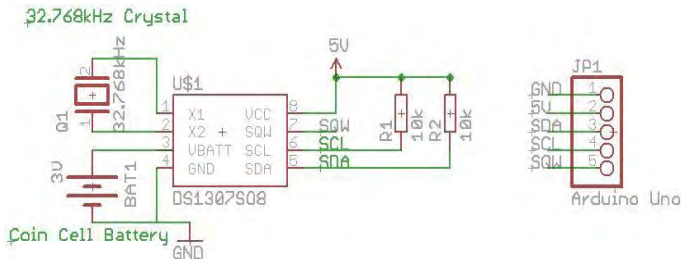 32.768kHz Crystal
2
32.768kHz
1
Q1
3V
BAT1
Coin Cell Battery
GND
U$1
1 X1 VCC 8
2 X2 SQW 7 SQW
3 VBATT SCL 6 SCL
4 GND SDA 5 SDA
DS1307SO8
5V
R1
10k
R2
10k
JP1
GND 1
5V 2
SDA 3
SCL 4
SQW 5
Arduino Uno